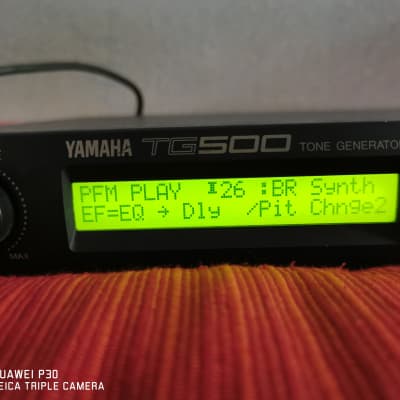 YAMAHA TG500 TONE GENERATOR
PFM PLAY I26 :BR Synth
EF=EQ → Dly /Pit Chnge2
MAX
HUAWEI P30
LEICA TRIPLE CAMERA